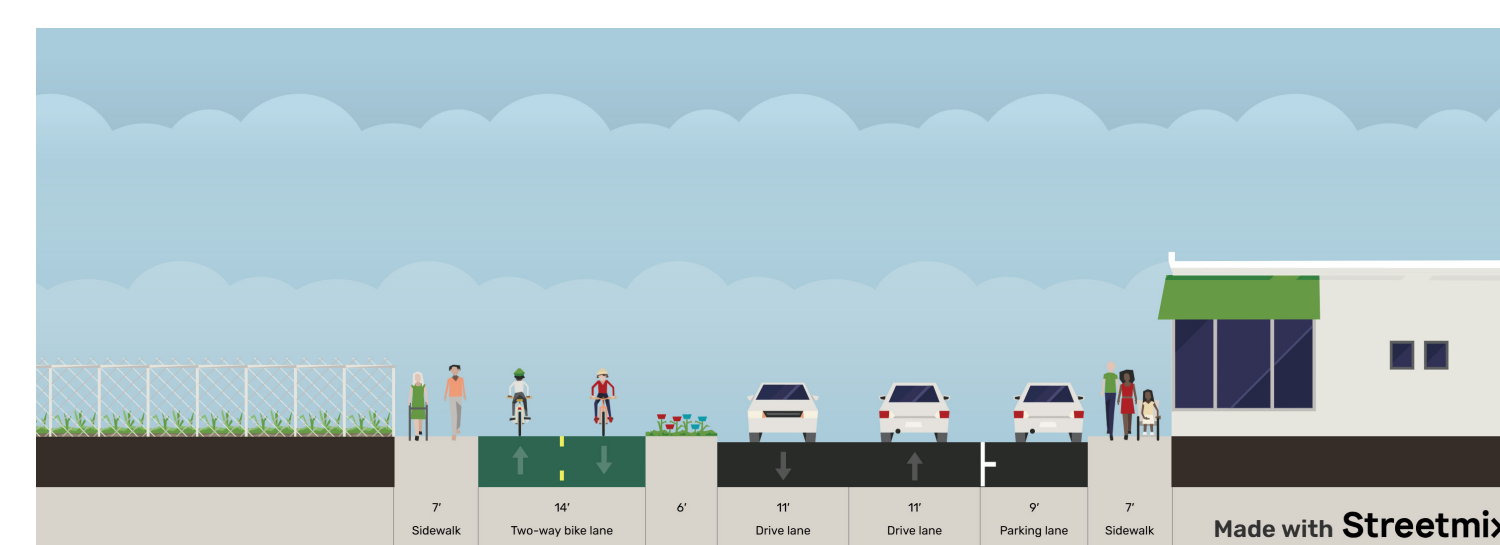 7′
Sidewalk
14′
Two-way bike lane
6′
11′
Drive lane
11′
Drive lane
9′
Parking lane
7′
Sidewalk
Made with Streetmix